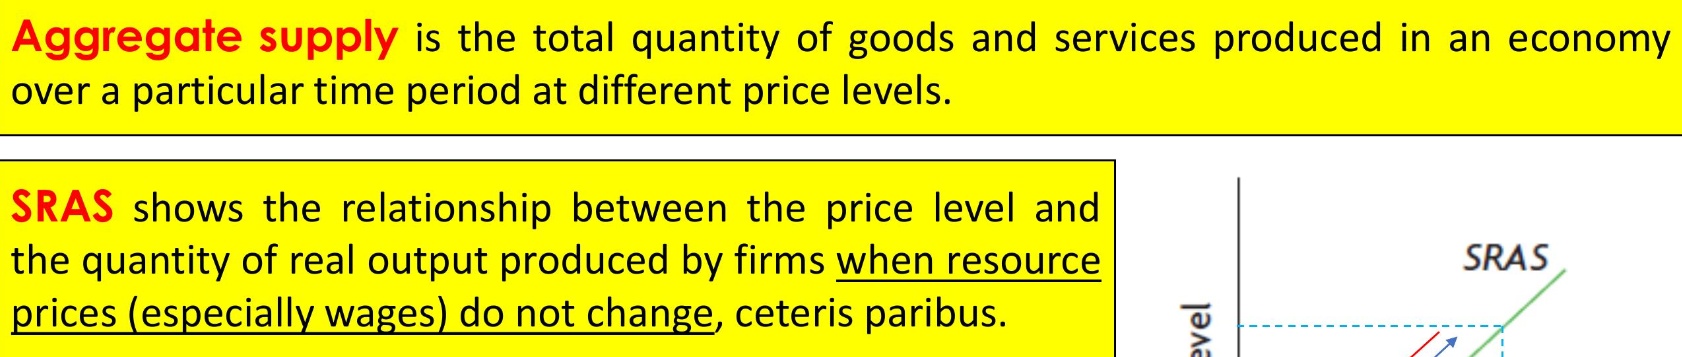 Aggregate supply is the total quantity of goods and services produced in an economy
over a particular time period at different price levels.
SRAS shows the relationship between the price level and
the quantity of real output produced by firms when resource
prices (especially wages) do not change, ceteris paribus.
SRAS